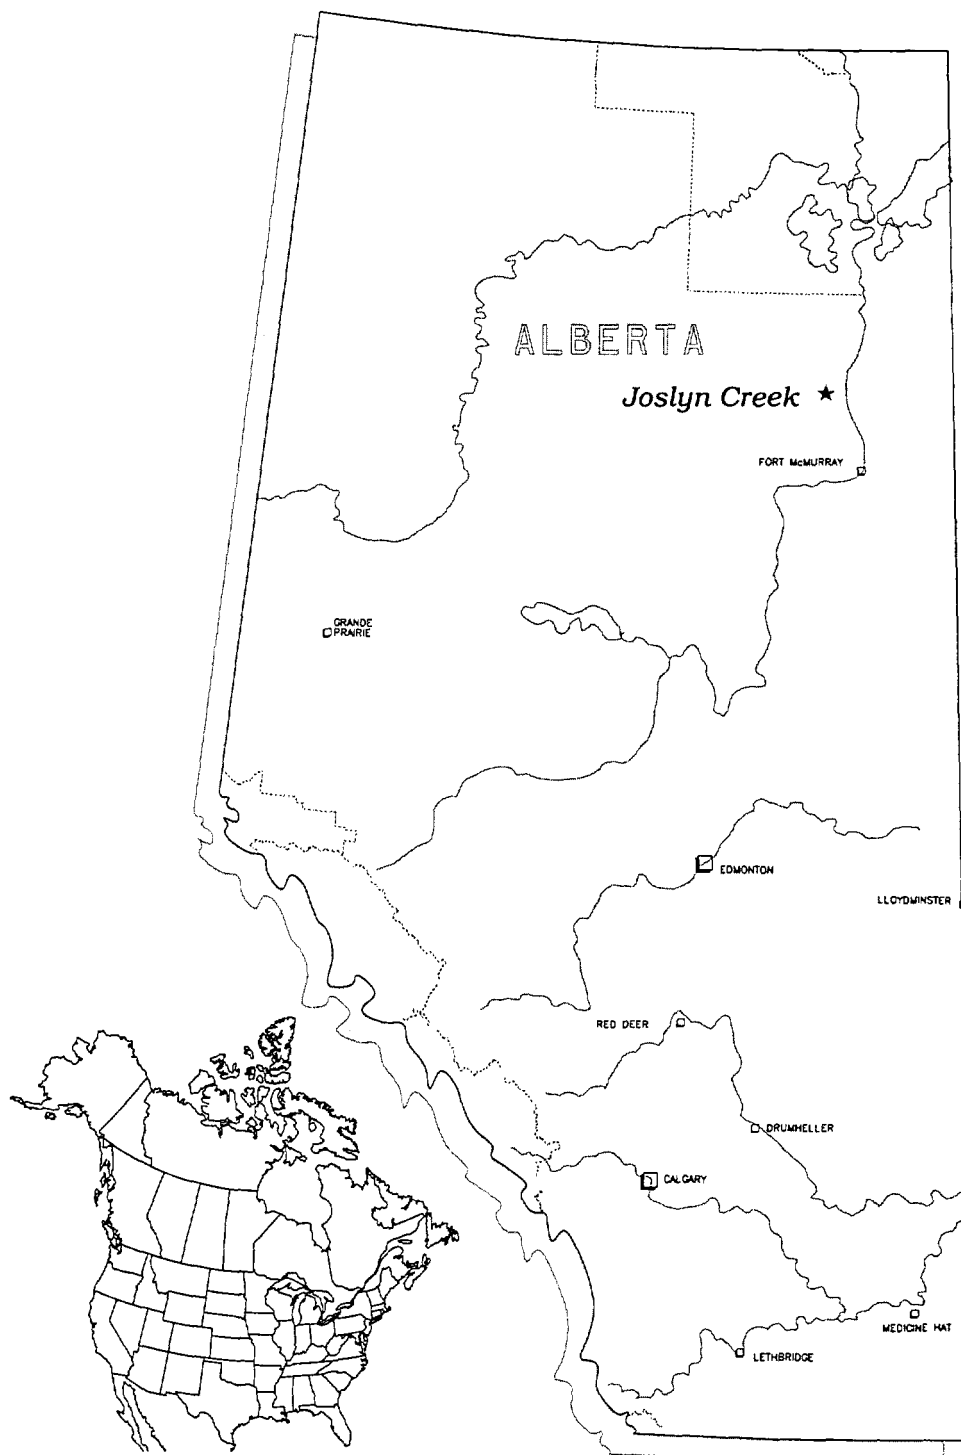 ALBERTA
Joslyn Creek
FORT McMURRAY
GRANDE
PRAIRIE
EDMONTON
LLOYDMINSTER
RED DEER
DRUMHELLER
CALGARY
MEDICINE HAT
LETHBRIDGE